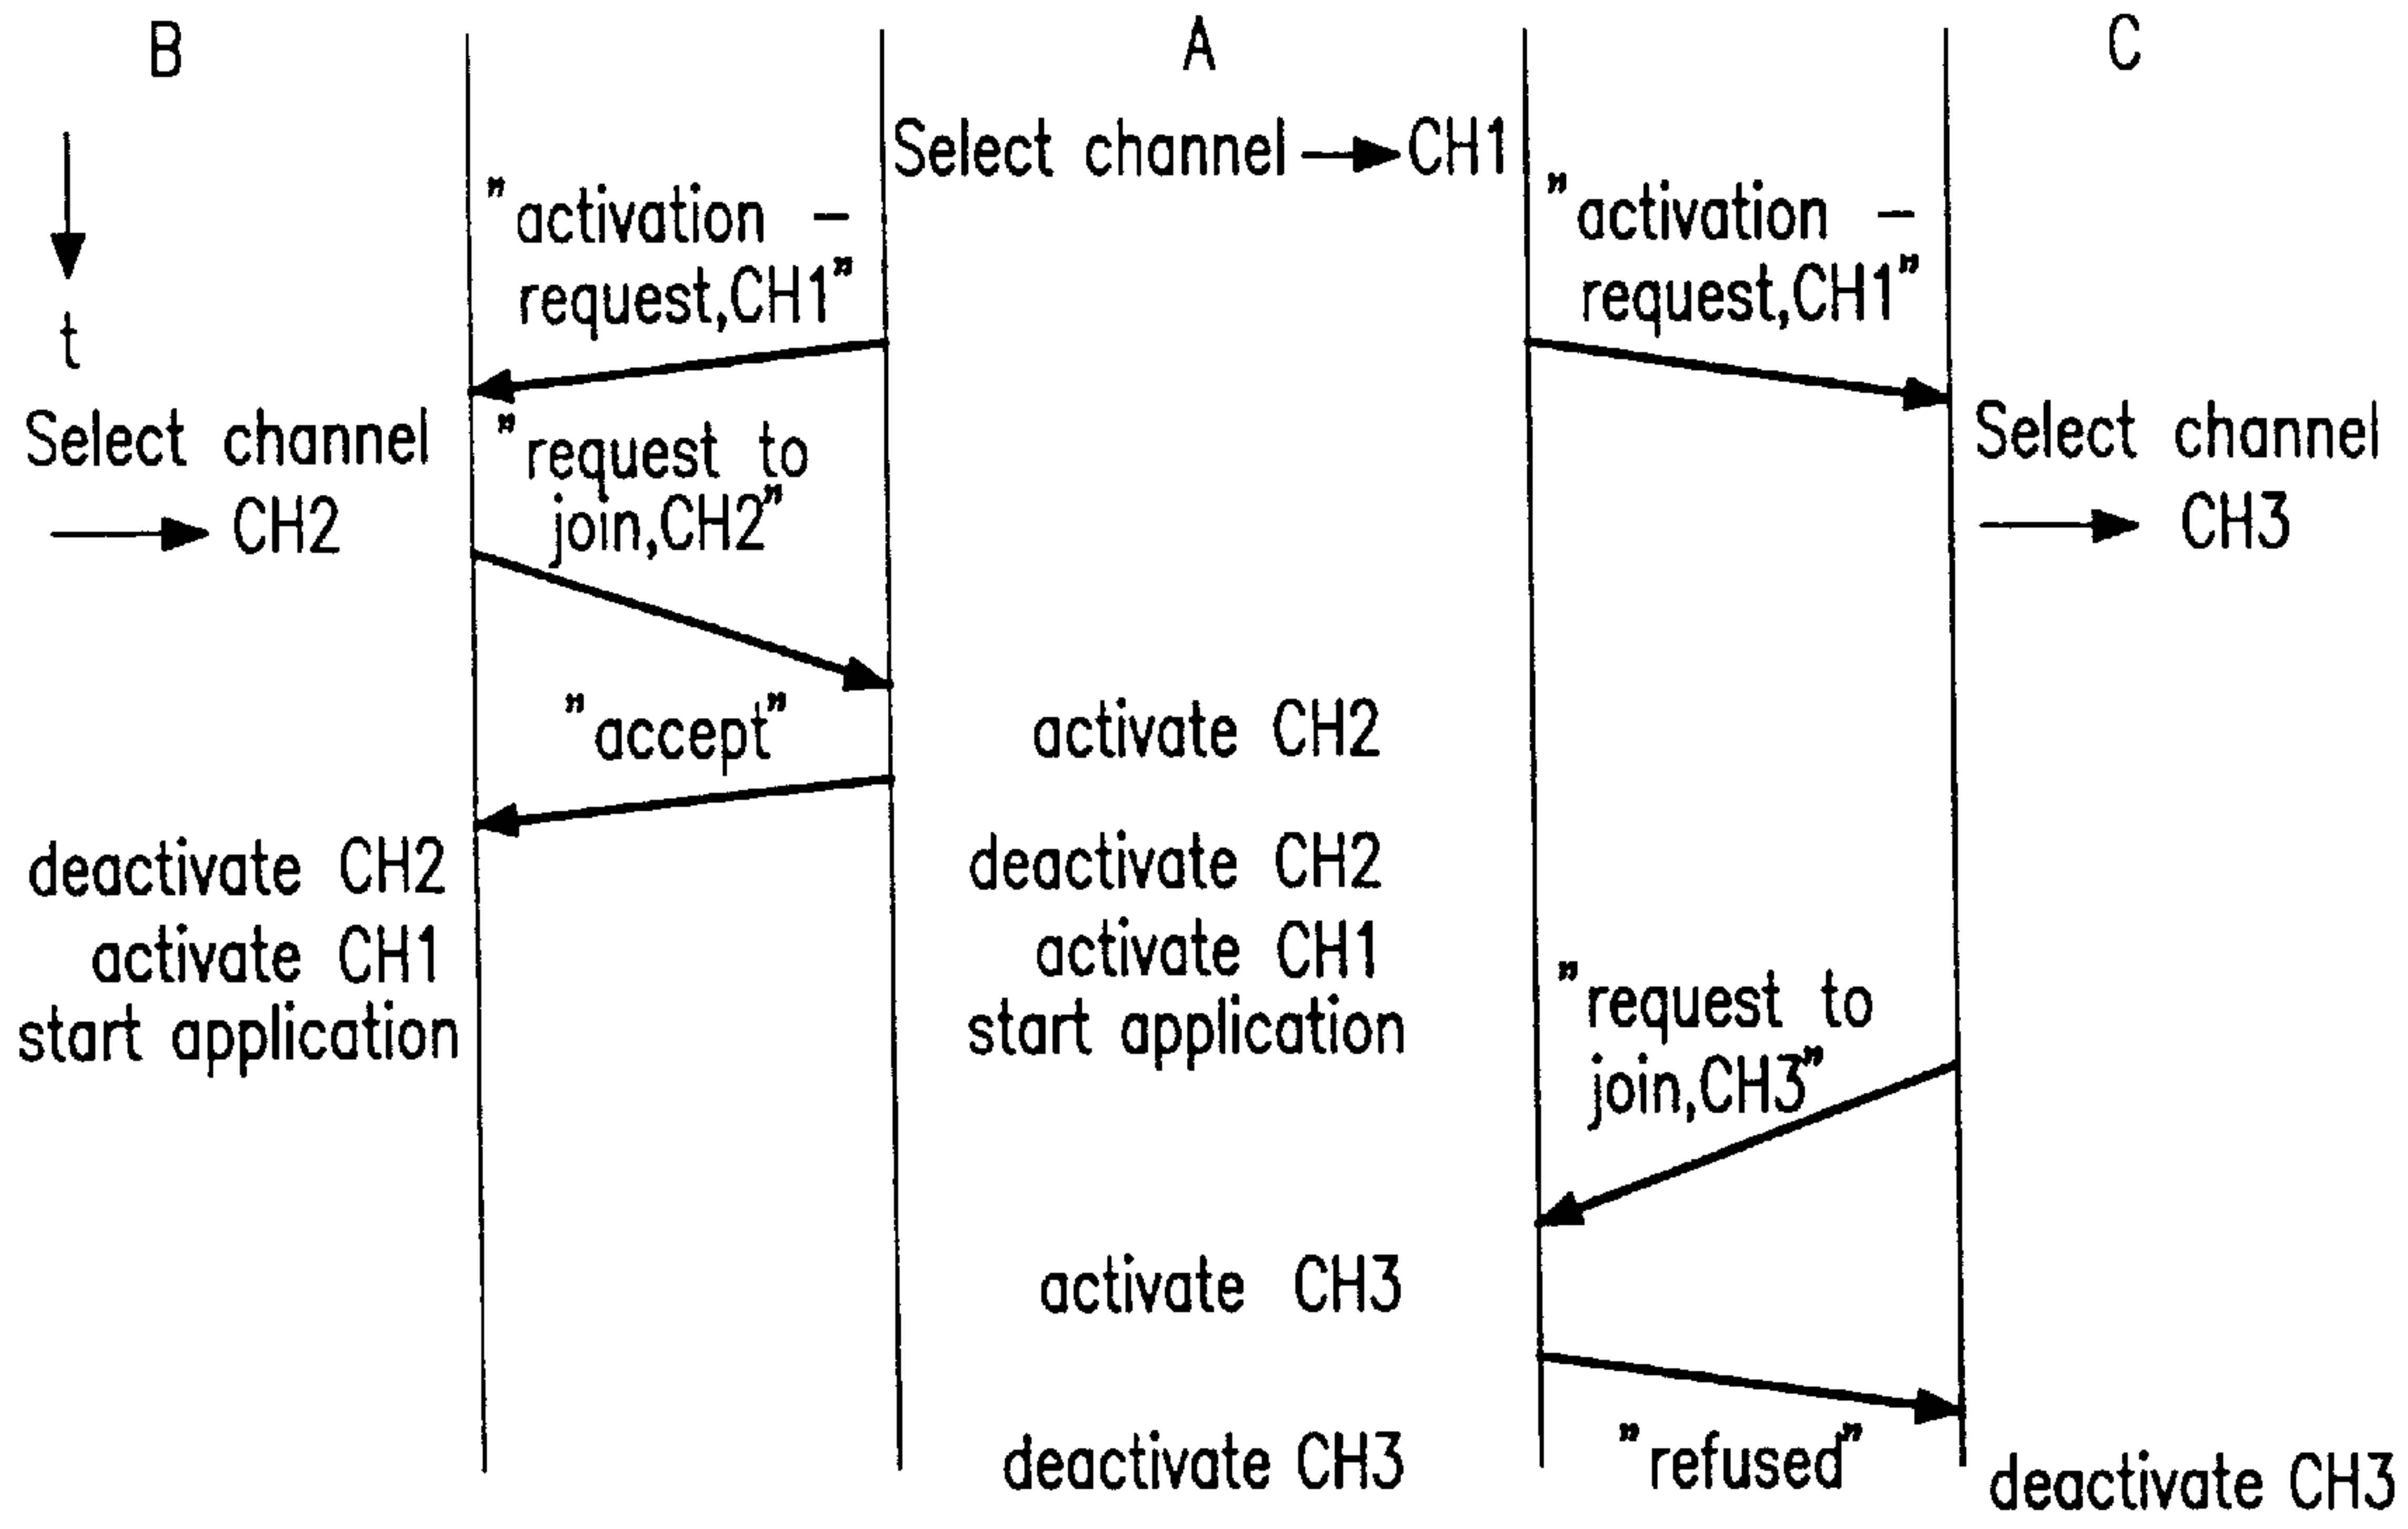 B
A
C
Select channel → CH1
"activation –
request,CH1"
"activation –
request,CH1"
t
Select channel
→ CH2
"request to
join,CH2"
Select channel
→ CH3
"accept"
activate CH2
deactivate CH2
activate CH1
start application
deactivate CH2
activate CH1
start application
"request to
join,CH3"
activate CH3
deactivate CH3
"refused"
deactivate CH3